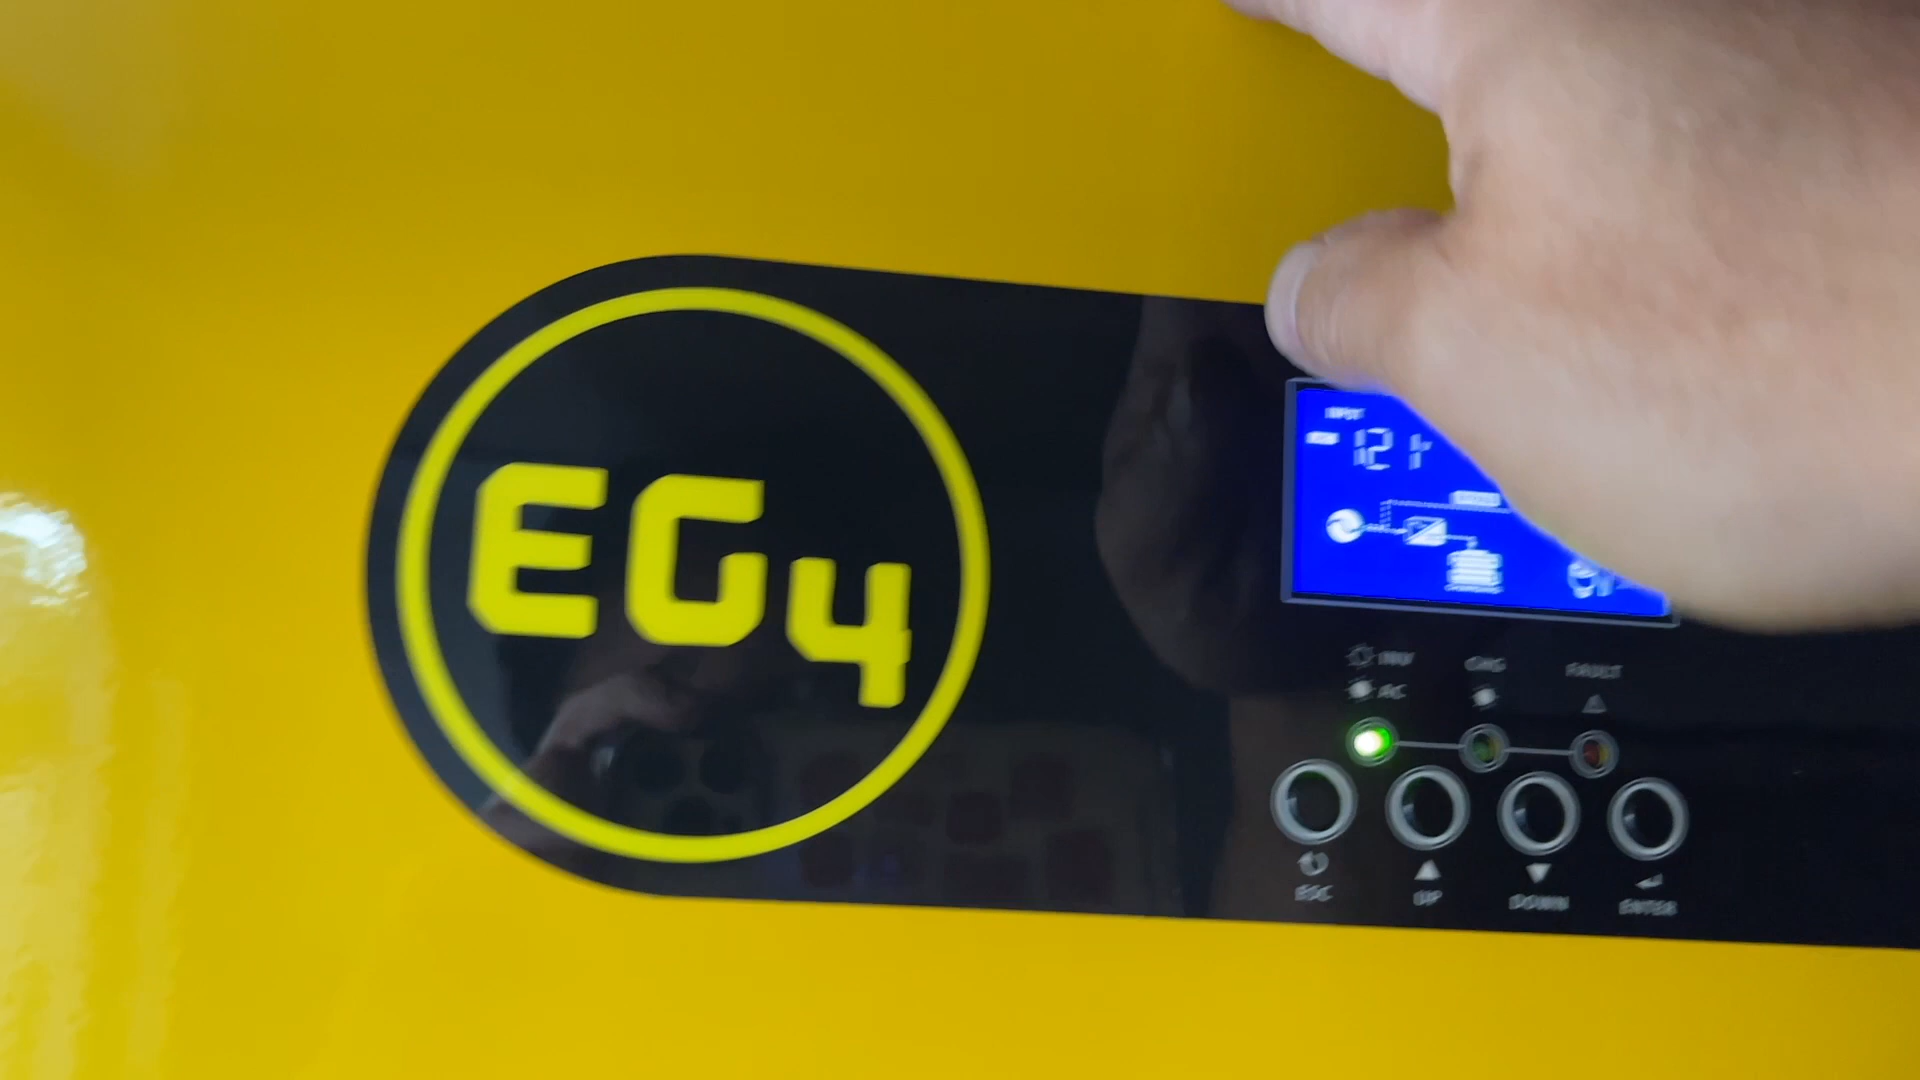 EG4
INPUT
121
INV
CHG
FAULT
AC
ESC
UP
DOWN
ENTER